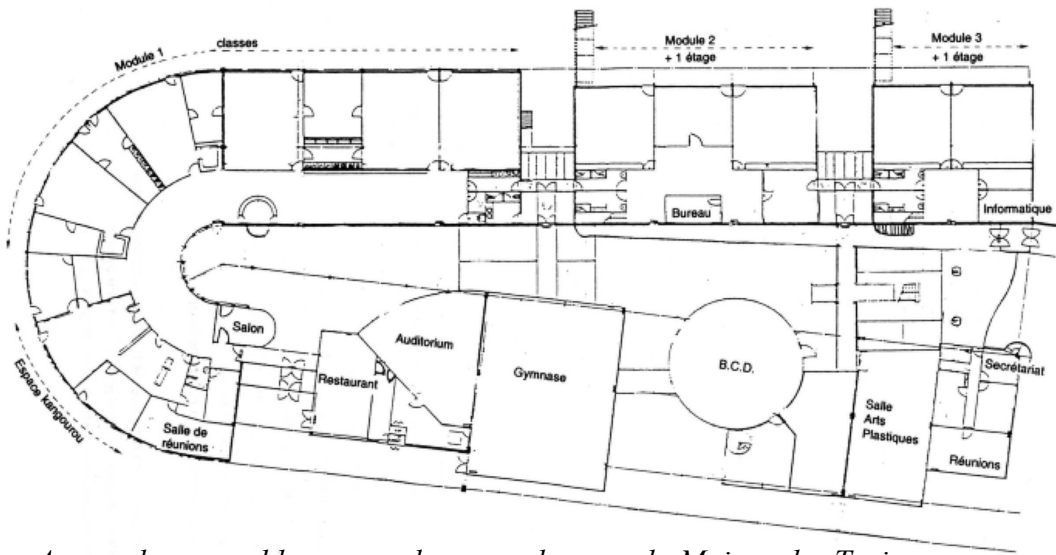 Module 1
classes
Module 2
+ 1 étage
Module 3
+ 1 étage
Bureau
Informatique
Salon
Auditorium
Restaurant
Gymnase
B.C.D.
Secrétariat
Salle
Arts
Plastiques
Réunions
Espace kangourou
Salle de
réunions